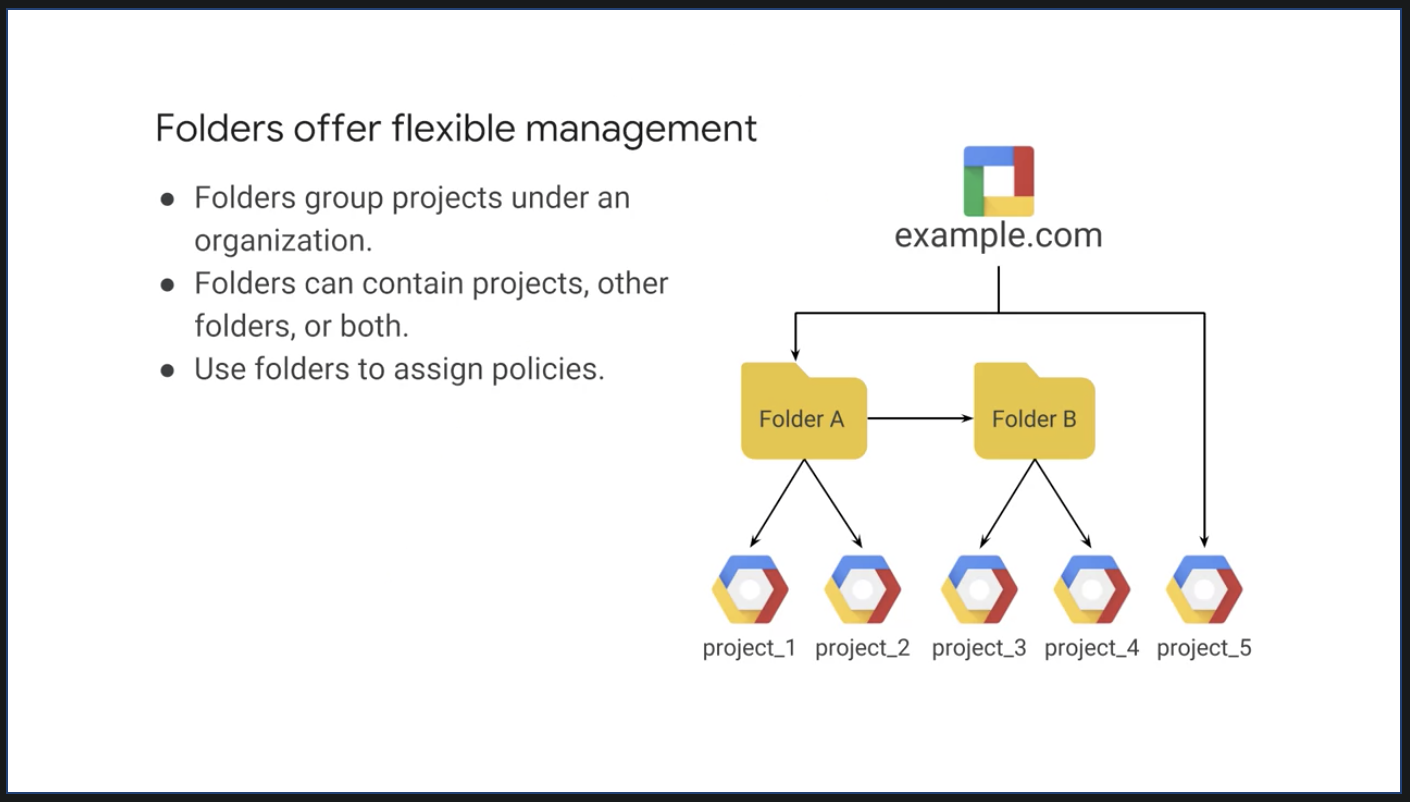 Folders offer flexible management
● Folders group projects under an
organization.
● Folders can contain projects, other
folders, or both.
● Use folders to assign policies.
example.com
Folder A
Folder B
project_1
project_2
project_3
project_4
project_5